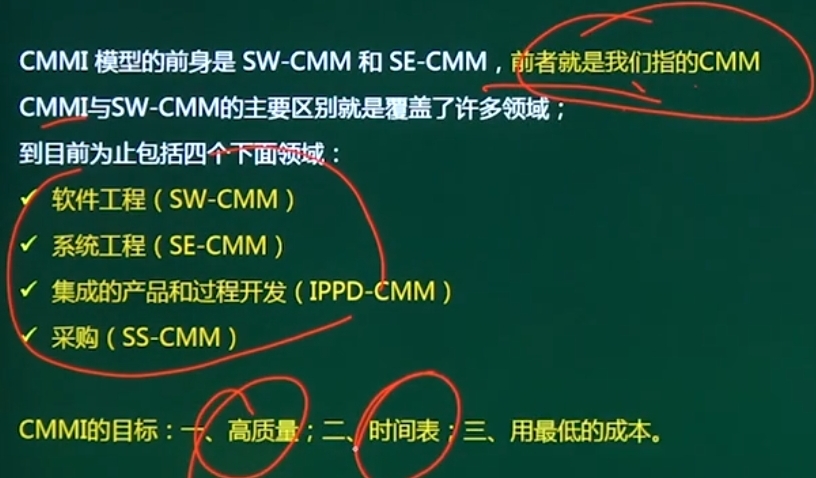 CMMI 模型的前身是 SW-CMM 和 SE-CMM，前者就是我们指的CMM
CMMI与SW-CMM的主要区别就是覆盖了许多领域；
到目前为止包括四个下面领域：
✓ 软件工程（SW-CMM）
✓ 系统工程（SE-CMM）
✓ 集成的产品和过程开发（IPPD-CMM）
✓ 采购（SS-CMM）
CMMI的目标：一、高质量；二、时间表；三、用最低的成本。